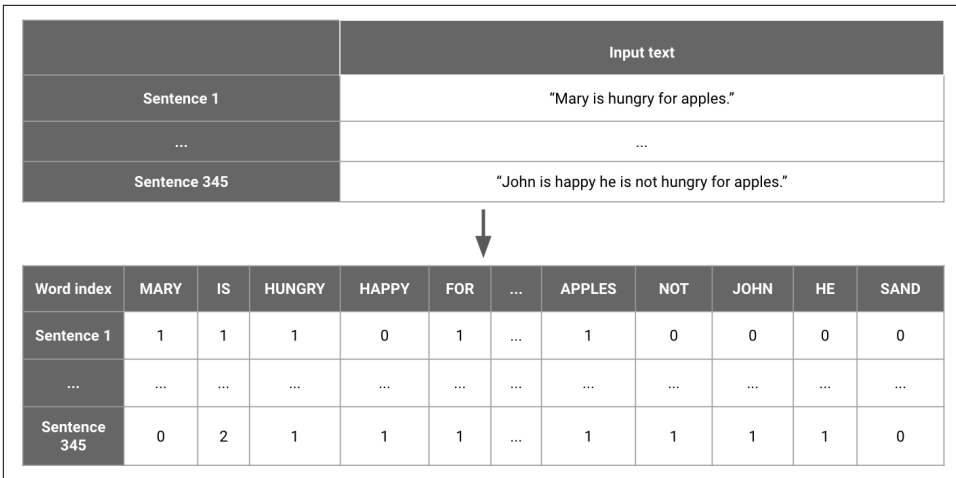 Input text
Sentence 1 “Mary is hungry for apples.”
... ...
Sentence 345 “John is happy he is not hungry for apples.”
Word index MARY IS HUNGRY HAPPY FOR ... APPLES NOT JOHN HE SAND
Sentence 1 1 1 1 0 1 ... 1 0 0 0 0
... ... ... ... ... ... ... ... ... ... ... ...
Sentence
345 0 2 1 1 1 ... 1 1 1 1 0